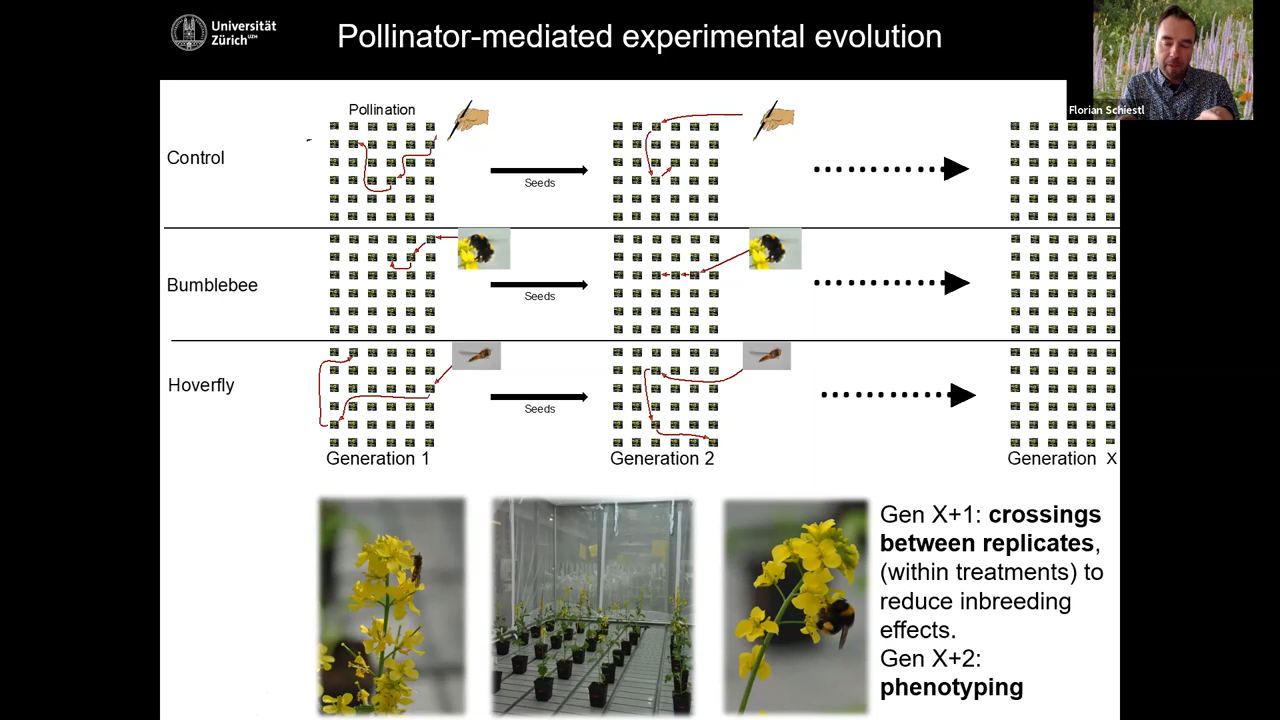 Universität
Zürich UZH
Pollinator-mediated experimental evolution
Florian Schiestl
Pollination
Control
Seeds
Bumblebee
Seeds
Hoverfly
Seeds
Generation 1
Generation 2
Generation X
Gen X+1: crossings
between replicates,
(within treatments) to
reduce inbreeding
effects.
Gen X+2:
phenotyping